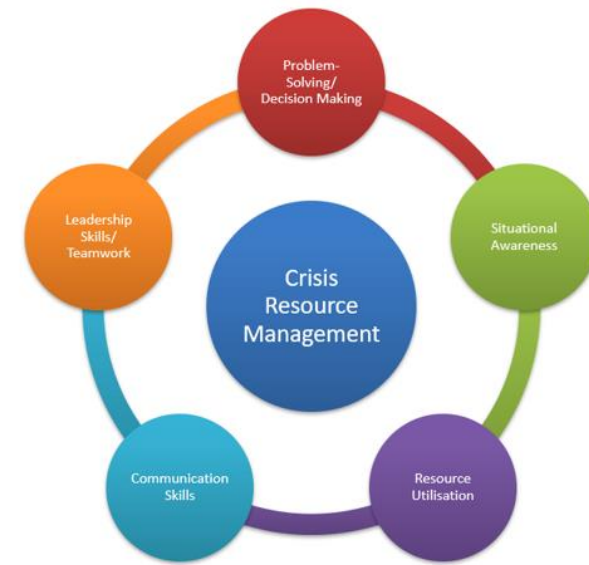 Problem-
Solving/
Decision Making
Situational
Awareness
Resource
Utilisation
Communication
Skills
Leadership
Skills/
Teamwork
Crisis
Resource
Management